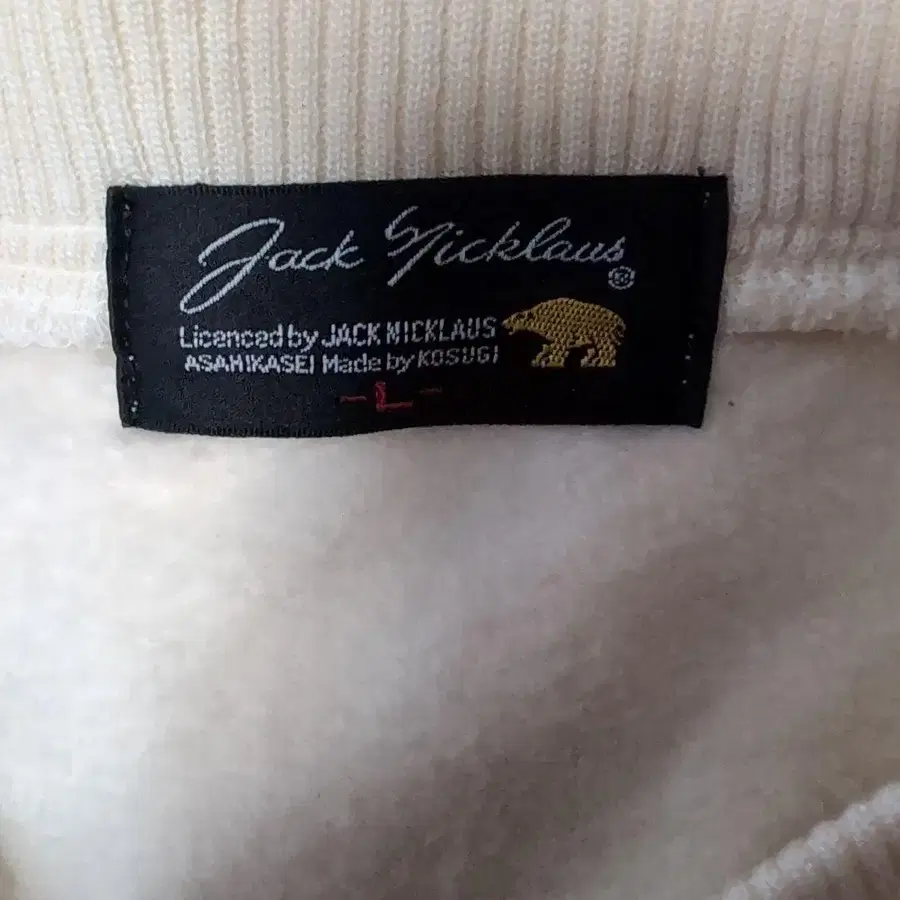 Jack Nicklaus ®
Licenced by JACK NICKLAUS
ASAHIKASEI Made by KOSUGI
-L-